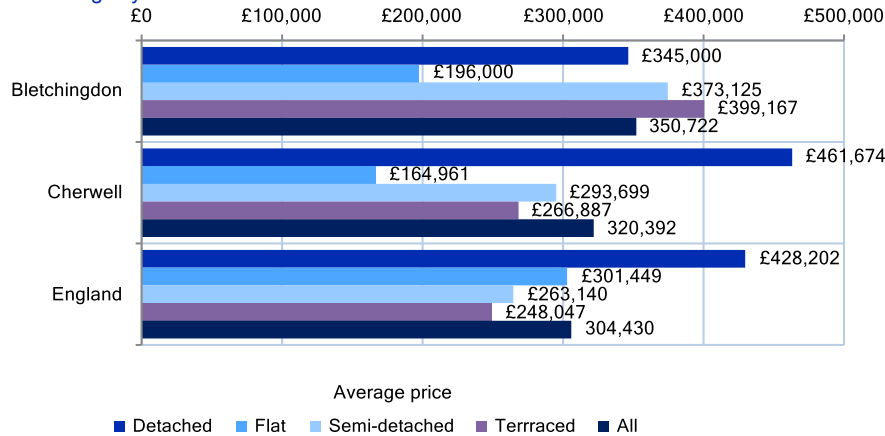 £0 £100,000 £200,000 £300,000 £400,000 £500,000
Bletchingdon
£345,000
£196,000
£373,125
£399,167
350,722
Cherwell
£461,674
£164,961
£293,699
£266,887
320,392
England
£428,202
£301,449
£263,140
£248,047
304,430
Average price
Detached Flat Semi-detached Terrraced All